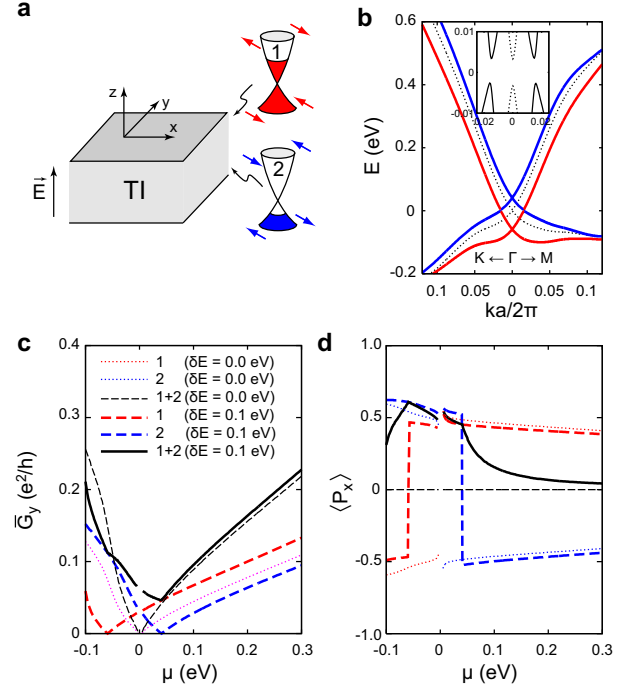 a
1
z
y
x
TI
E
2
b
E (eV)
0.6
0.4
0.2
0
-0.2
0.01
0
-0.01
-0.02 0 0.02
K ← Γ → M
0.1 0.05 0 0.05 0.1
ka/2π
c
G̅y (e²/h)
0.4
0.3
0.2
0.1
0
1 (δE = 0.0 eV)
2 (δE = 0.0 eV)
1+2 (δE = 0.0 eV)
1 (δE = 0.1 eV)
2 (δE = 0.1 eV)
1+2 (δE = 0.1 eV)
-0.1 0 0.1 0.2 0.3
μ (eV)
d
⟨Px⟩
1.0
0.5
0
-0.5
-1.0
-0.1 0 0.1 0.2 0.3
μ (eV)